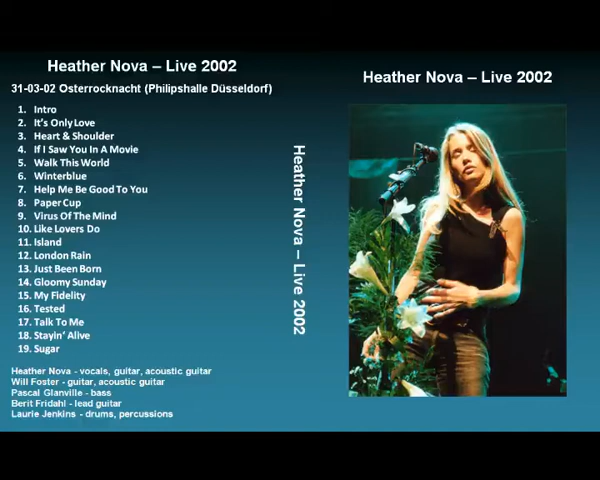 Heather Nova – Live 2002
31-03-02 Osterrocknacht (Philipshalle Düsseldorf)
1. Intro
2. It's Only Love
3. Heart & Shoulder
4. If I Saw You In A Movie
5. Walk This World
6. Winterblue
7. Help Me Be Good To You
8. Paper Cup
9. Virus Of The Mind
10. Like Lovers Do
11. Island
12. London Rain
13. Just Been Born
14. Gloomy Sunday
15. My Fidelity
16. Tested
17. Talk To Me
18. Stayin' Alive
19. Sugar
Heather Nova - vocals, guitar, acoustic guitar
Will Foster - guitar, acoustic guitar
Pascal Glanville - bass
Berit Fridahl - lead guitar
Laurie Jenkins - drums, percussions
Heather Nova – Live 2002
Heather Nova – Live 2002